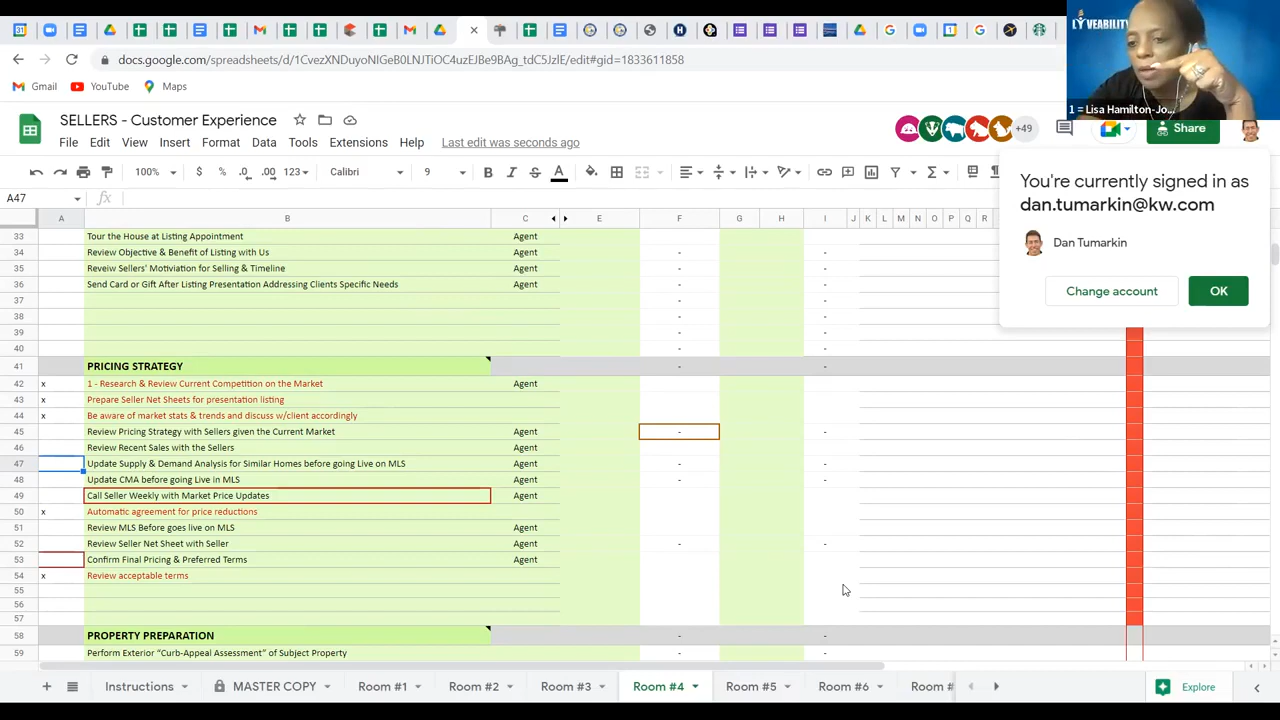 LYVEABILITY
docs.google.com/spreadsheets/d/1CvezXNDuyoNIGeB0LNJTiOC4uzEJBe9BAg_tdC5JzlE/edit#gid=1833611858
Gmail YouTube Maps
1 = Lisa Hamilton-Jo...
SELLERS - Customer Experience
+49
Share
File Edit View Insert Format Data Tools Extensions Help Last edit was seconds ago
100% $ % .0 .00 123 Calibri 9 B I S A
You're currently signed in as
dan.tumarkin@kw.com
Dan Tumarkin
Change account OK
A47 fx
A B C E F G H I J K L M N O P Q R
33 Tour the House at Listing Appointment Agent
34 Review Objective & Benefit of Listing with Us Agent - -
35 Reveiw Sellers' Motiviation for Selling & Timeline Agent - -
36 Send Card or Gift After Listing Presentation Addressing Clients Specific Needs Agent - -
37 - -
38 - -
39 - -
40 - -
41 PRICING STRATEGY - -
42 x 1 - Research & Review Current Competition on the Market Agent - -
43 x Prepare Seller Net Sheets for presentation listing
44 x Be aware of market stats & trends and discuss w/client accordingly
45 Review Pricing Strategy with Sellers given the Current Market Agent - -
46 Review Recent Sales with the Sellers Agent
47 Update Supply & Demand Analysis for Similar Homes before going Live on MLS Agent - -
48 Update CMA before going Live in MLS Agent - -
49 Call Seller Weekly with Market Price Updates Agent
50 x Automatic agreement for price reductions
51 Review MLS Before goes live on MLS Agent
52 Review Seller Net Sheet with Seller Agent - -
53 Confirm Final Pricing & Preferred Terms Agent
54 x Review acceptable terms
55
56
57
58 PROPERTY PREPARATION - -
59 Perform Exterior “Curb-Appeal Assessment” of Subject Property - -
Instructions MASTER COPY Room #1 Room #2 Room #3 Room #4 Room #5 Room #6 Room # Explore